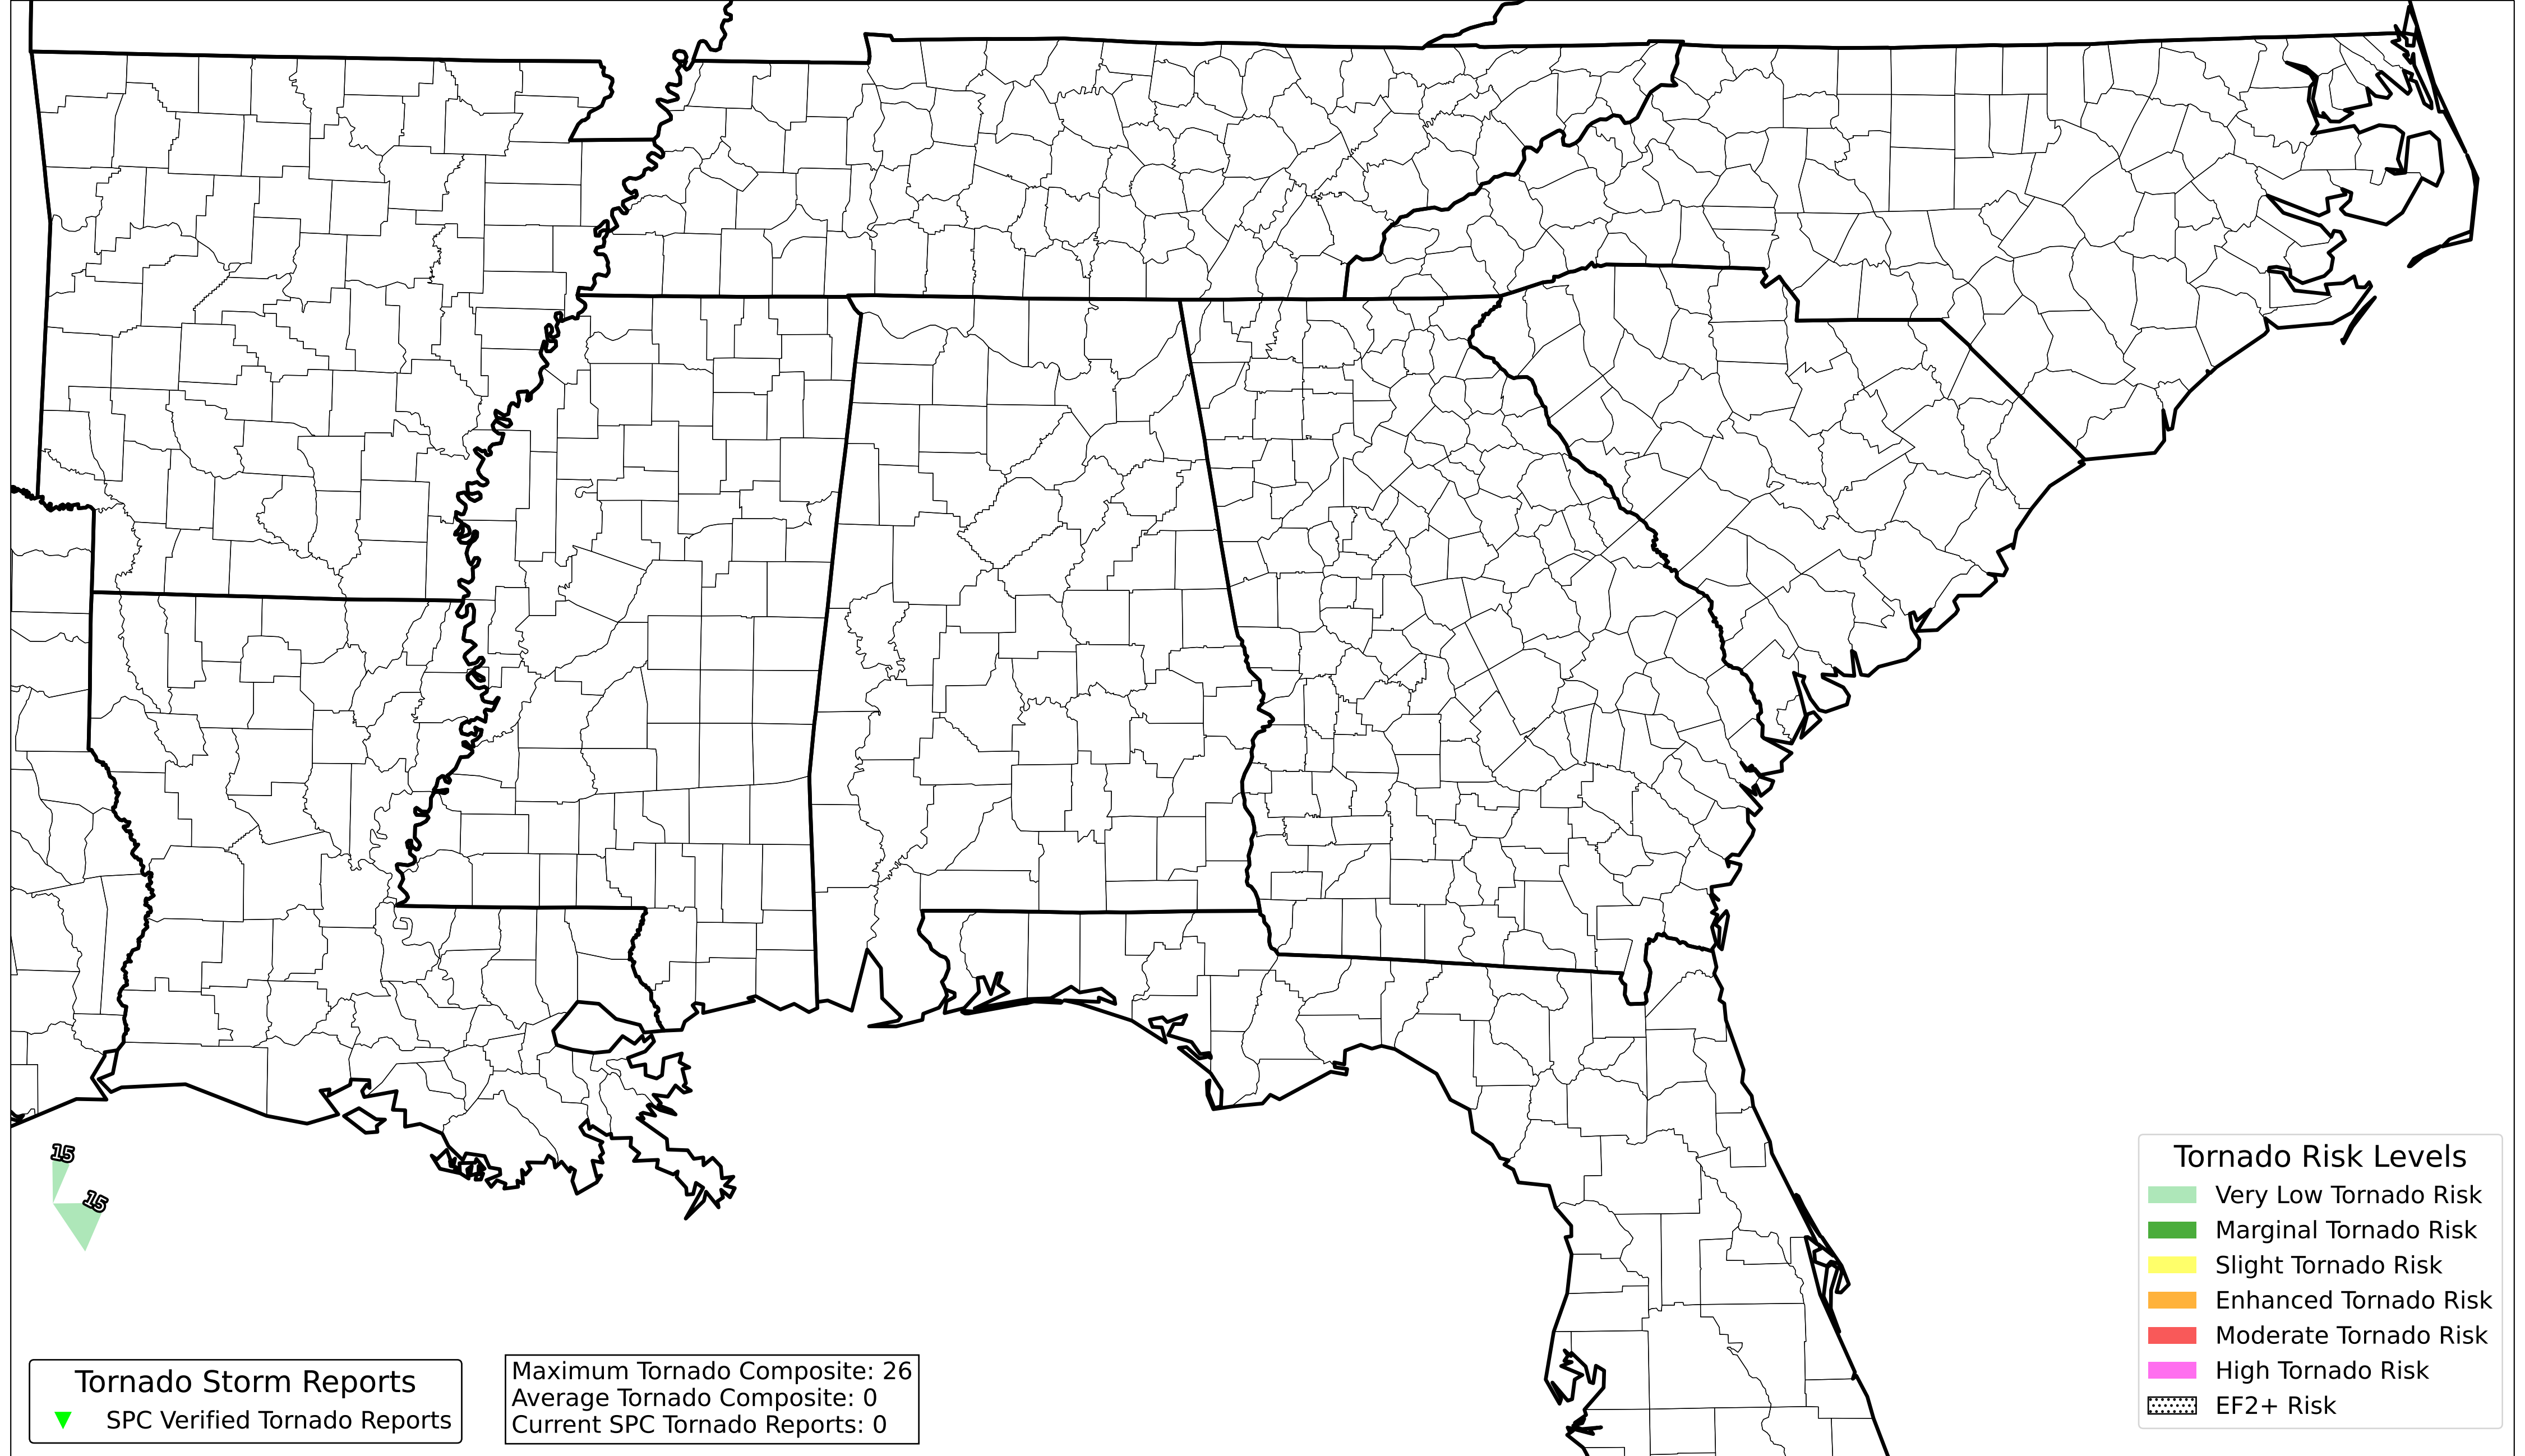 15
15
Tornado Risk Levels
Very Low Tornado Risk
Marginal Tornado Risk
Slight Tornado Risk
Enhanced Tornado Risk
Moderate Tornado Risk
High Tornado Risk
EF2+ Risk
Tornado Storm Reports
SPC Verified Tornado Reports
Maximum Tornado Composite: 26
Average Tornado Composite: 0
Current SPC Tornado Reports: 0